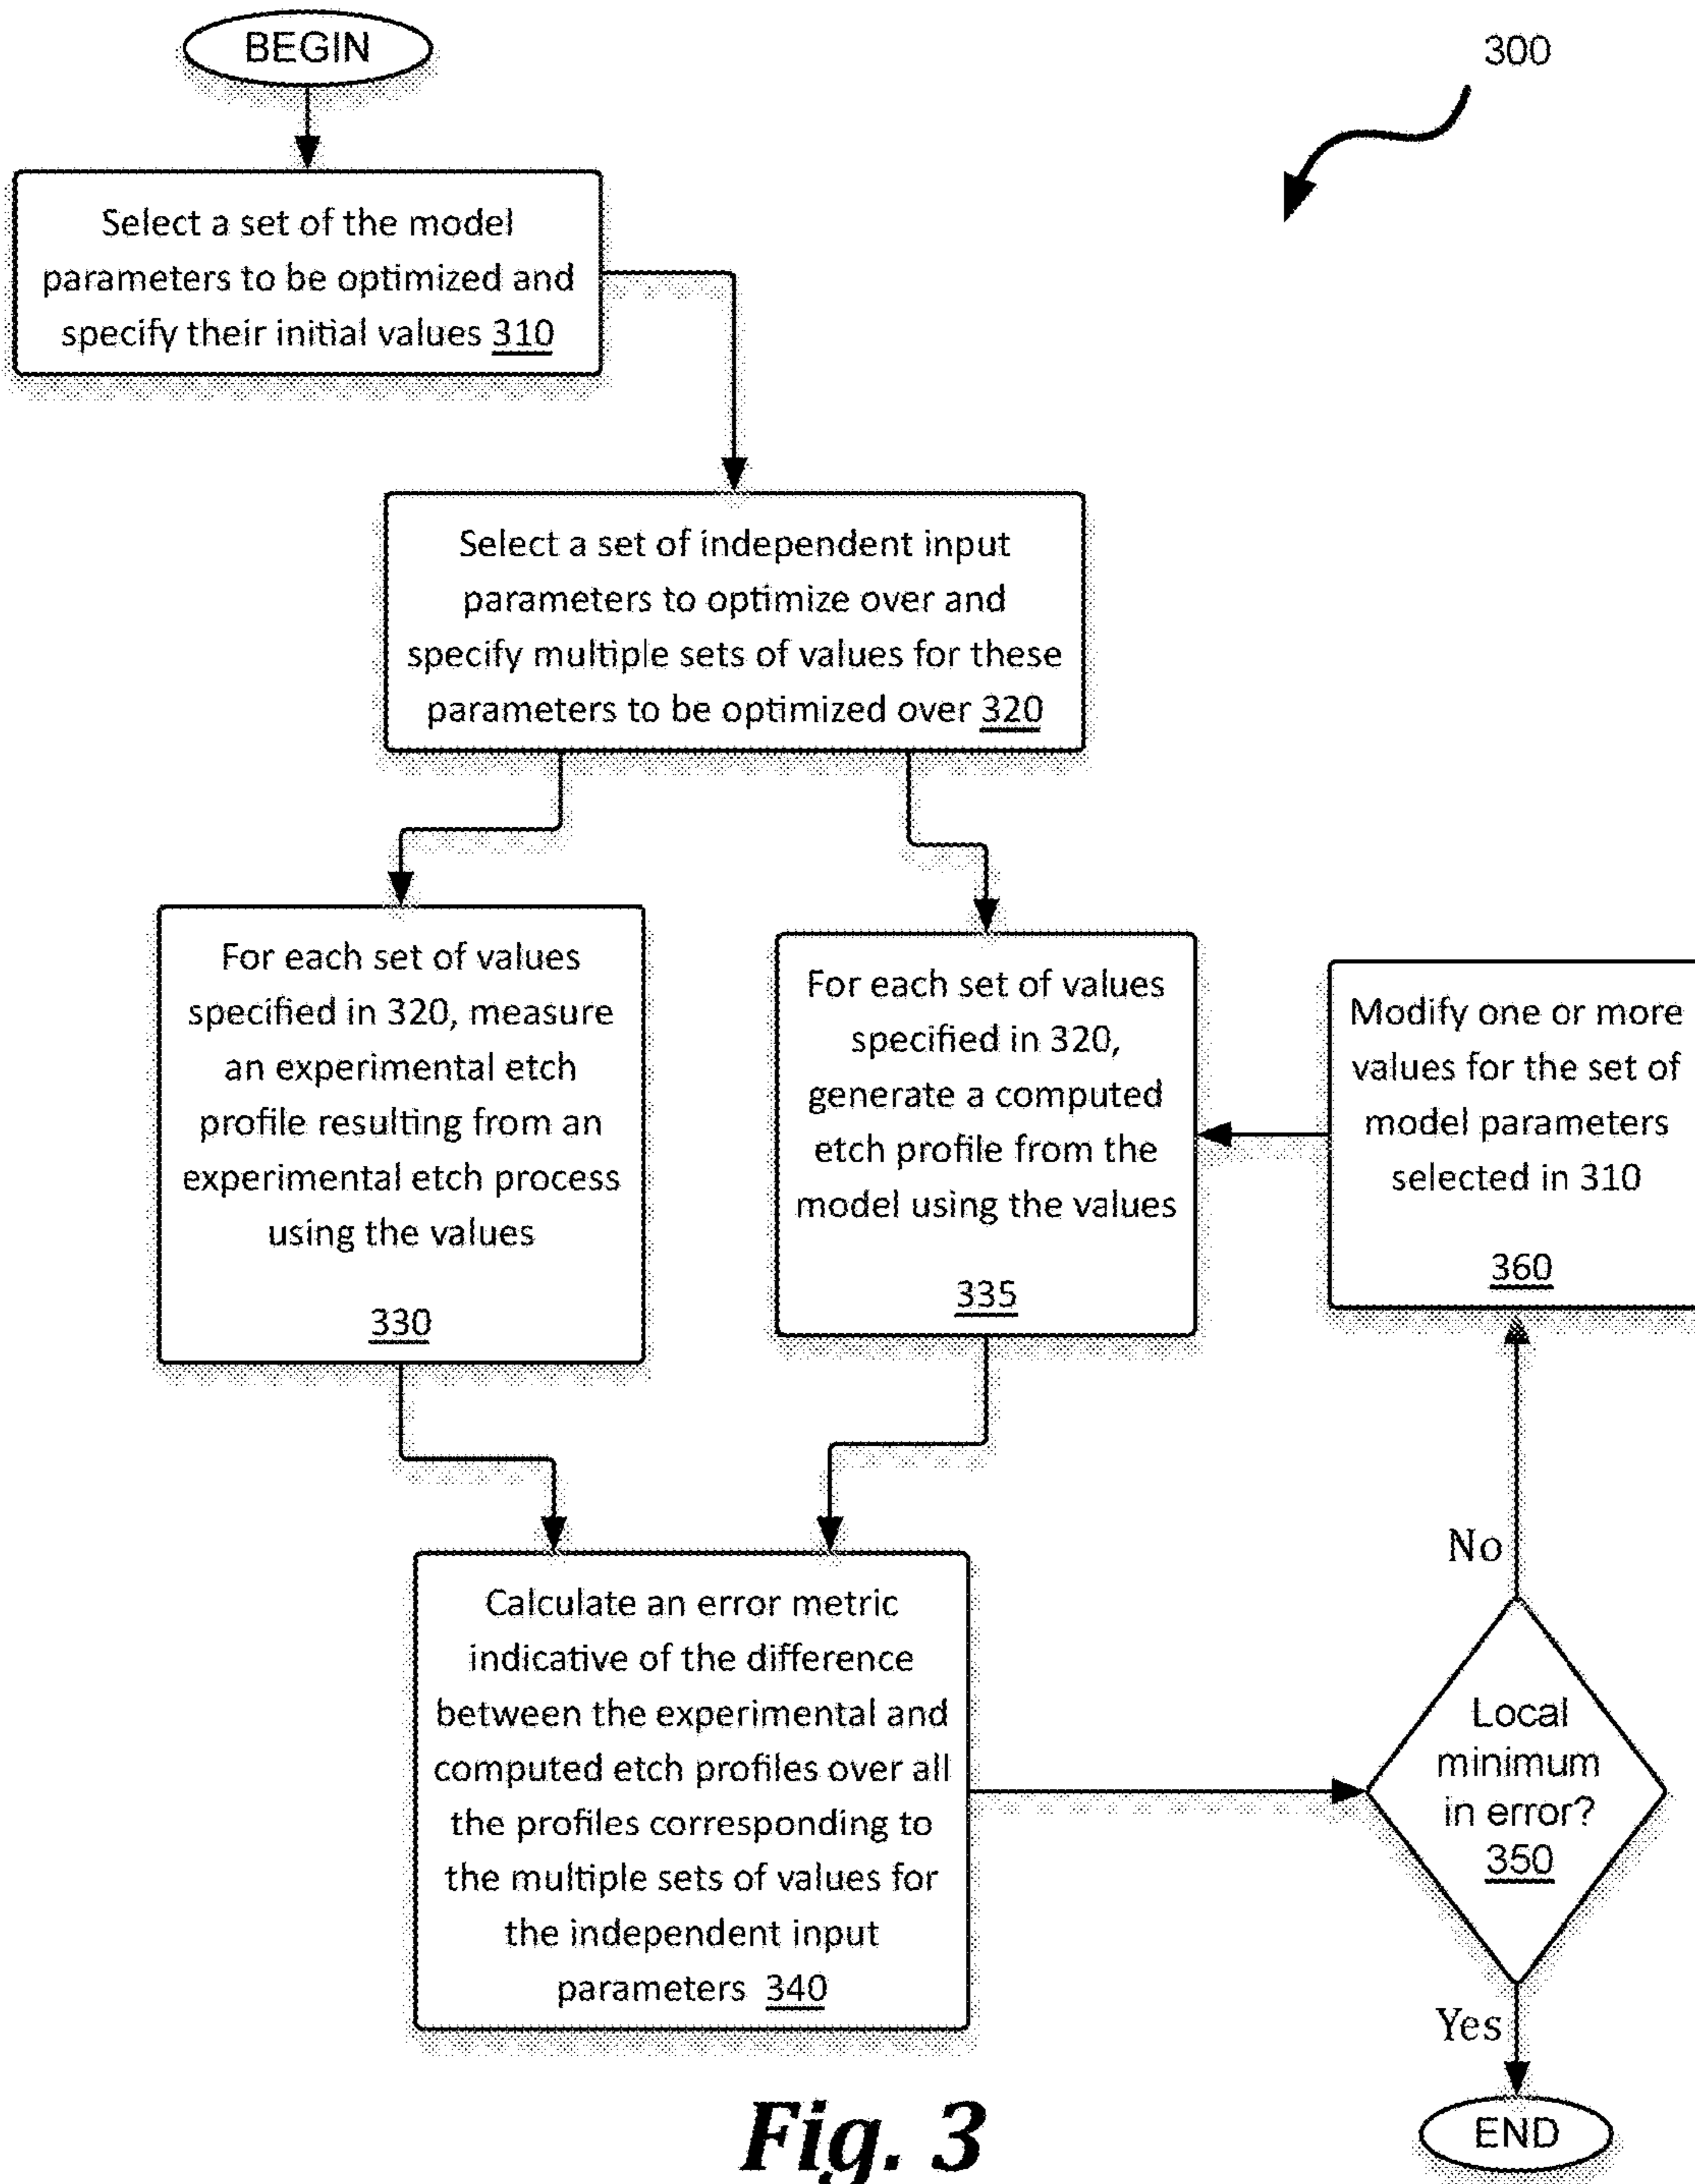 BEGIN
300
Select a set of the model
parameters to be optimized and
specify their initial values 310
Select a set of independent input
parameters to optimize over and
specify multiple sets of values for these
parameters to be optimized over 320
For each set of values
specified in 320, measure
an experimental etch
profile resulting from an
experimental etch process
using the values
330
For each set of values
specified in 320,
generate a computed
etch profile from the
model using the values
335
Modify one or more
values for the set of
model parameters
selected in 310
360
Calculate an error metric
indicative of the difference
between the experimental and
computed etch profiles over all
the profiles corresponding to
the multiple sets of values for
the independent input
parameters 340
No
Local
minimum
in error?
350
Yes
END
Fig. 3